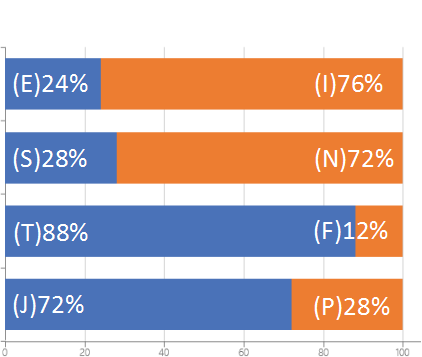 (E)24% (I)76%
(S)28% (N)72%
(T)88% (F)12%
(J)72% (P)28%
0 20 40 60 80 100